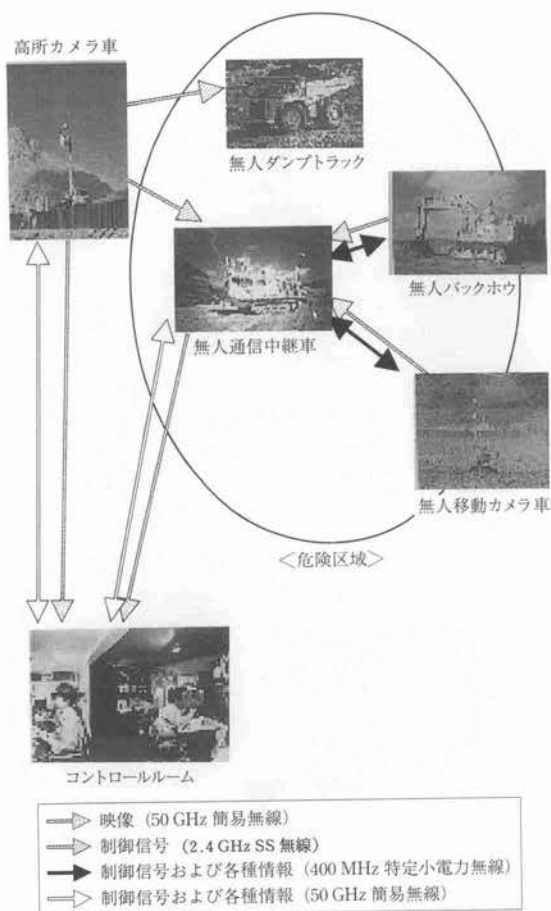 高所カメラ車
無人ダンプトラック
無人バックホウ
無人通信中継車
無人移動カメラ車
<危険区域>
コントロールルーム
映像 (50 GHz 簡易無線)
制御信号 (2.4 GHz SS 無線)
制御信号および各種情報 (400 MHz 特定小電力無線)
制御信号および各種情報 (50 GHz 簡易無線)